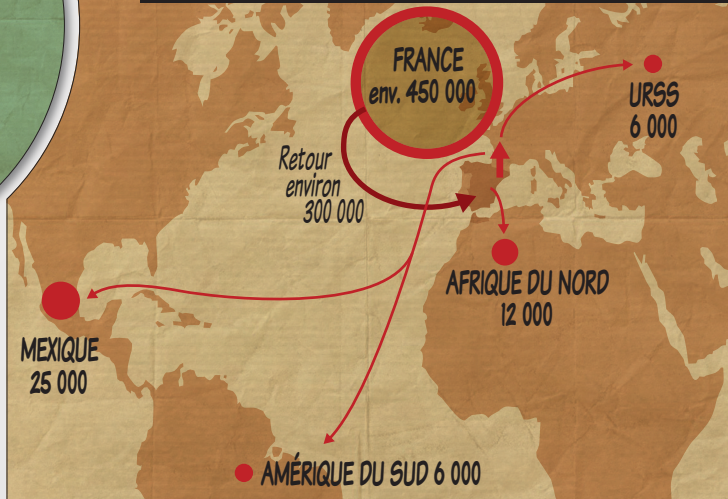 FRANCE
env. 450 000
URSS
6 000
Retour
environ
300 000
AFRIQUE DU NORD
12 000
MEXIQUE
25 000
AMÉRIQUE DU SUD 6 000